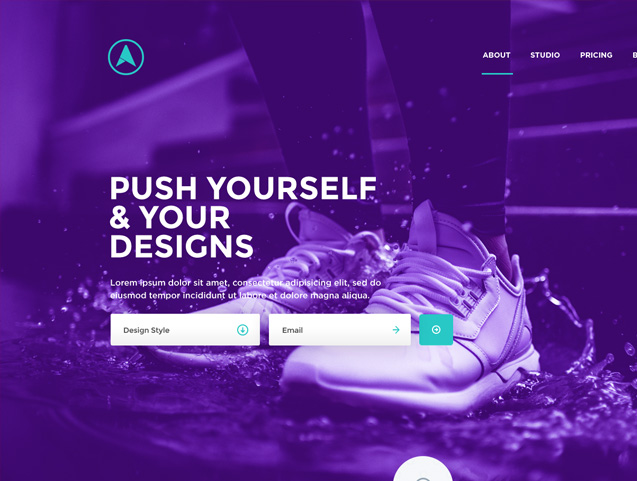 ABOUT STUDIO PRICING B
PUSH YOURSELF
& YOUR
DESIGNS
Lorem ipsum dolor sit amet, consectetur adipisicing elit, sed do
eiusmod tempor incididunt ut labore et dolore magna aliqua.
Design Style Email